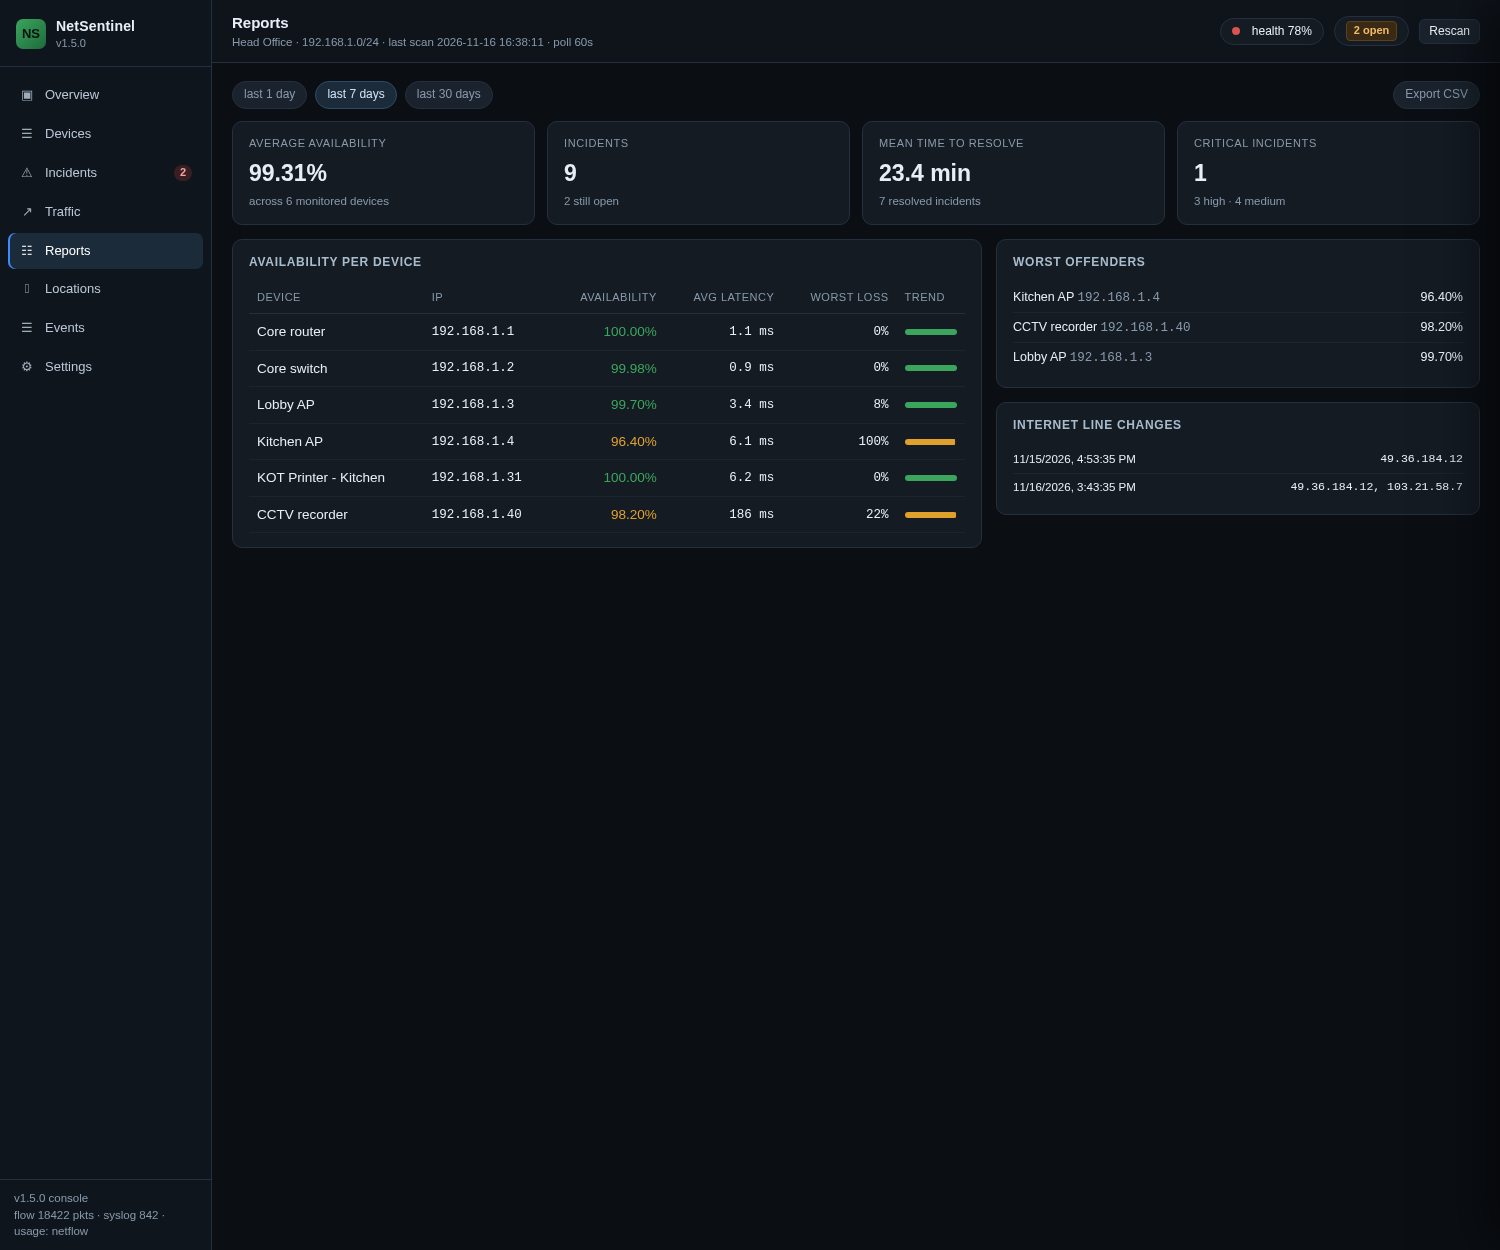 NS
NetSentinel
v1.5.0
Overview
Devices
Incidents 2
Traffic
Reports
Locations
Events
Settings
v1.5.0 console
flow 18422 pkts · syslog 842 ·
usage: netflow
Reports
Head Office · 192.168.1.0/24 · last scan 2026-11-16 16:38:11 · poll 60s
health 78% 2 open Rescan
last 1 day last 7 days last 30 days Export CSV
AVERAGE AVAILABILITY
99.31%
across 6 monitored devices
INCIDENTS
9
2 still open
MEAN TIME TO RESOLVE
23.4 min
7 resolved incidents
CRITICAL INCIDENTS
1
3 high · 4 medium
AVAILABILITY PER DEVICE
DEVICE IP AVAILABILITY AVG LATENCY WORST LOSS TREND
Core router 192.168.1.1 100.00% 1.1 ms 0%
Core switch 192.168.1.2 99.98% 0.9 ms 0%
Lobby AP 192.168.1.3 99.70% 3.4 ms 8%
Kitchen AP 192.168.1.4 96.40% 6.1 ms 100%
KOT Printer - Kitchen 192.168.1.31 100.00% 6.2 ms 0%
CCTV recorder 192.168.1.40 98.20% 186 ms 22%
WORST OFFENDERS
Kitchen AP 192.168.1.4 96.40%
CCTV recorder 192.168.1.40 98.20%
Lobby AP 192.168.1.3 99.70%
INTERNET LINE CHANGES
11/15/2026, 4:53:35 PM 49.36.184.12
11/16/2026, 3:43:35 PM 49.36.184.12, 103.21.58.7